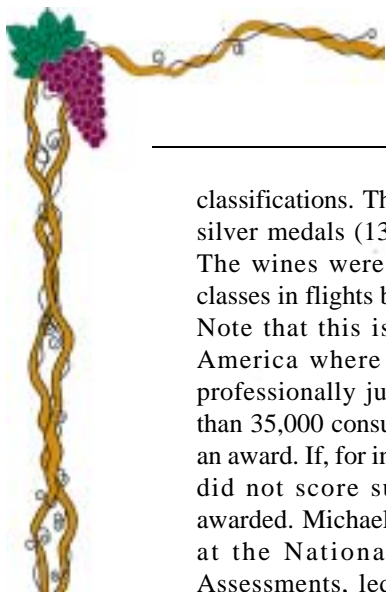 classifications. Th
silver medals (13
The wines were
classes in flights b
Note that this is
America where
professionally ju
than 35,000 consu
an award. If, for in
did not score su
awarded. Michael
at the Nationa
Assessments, led